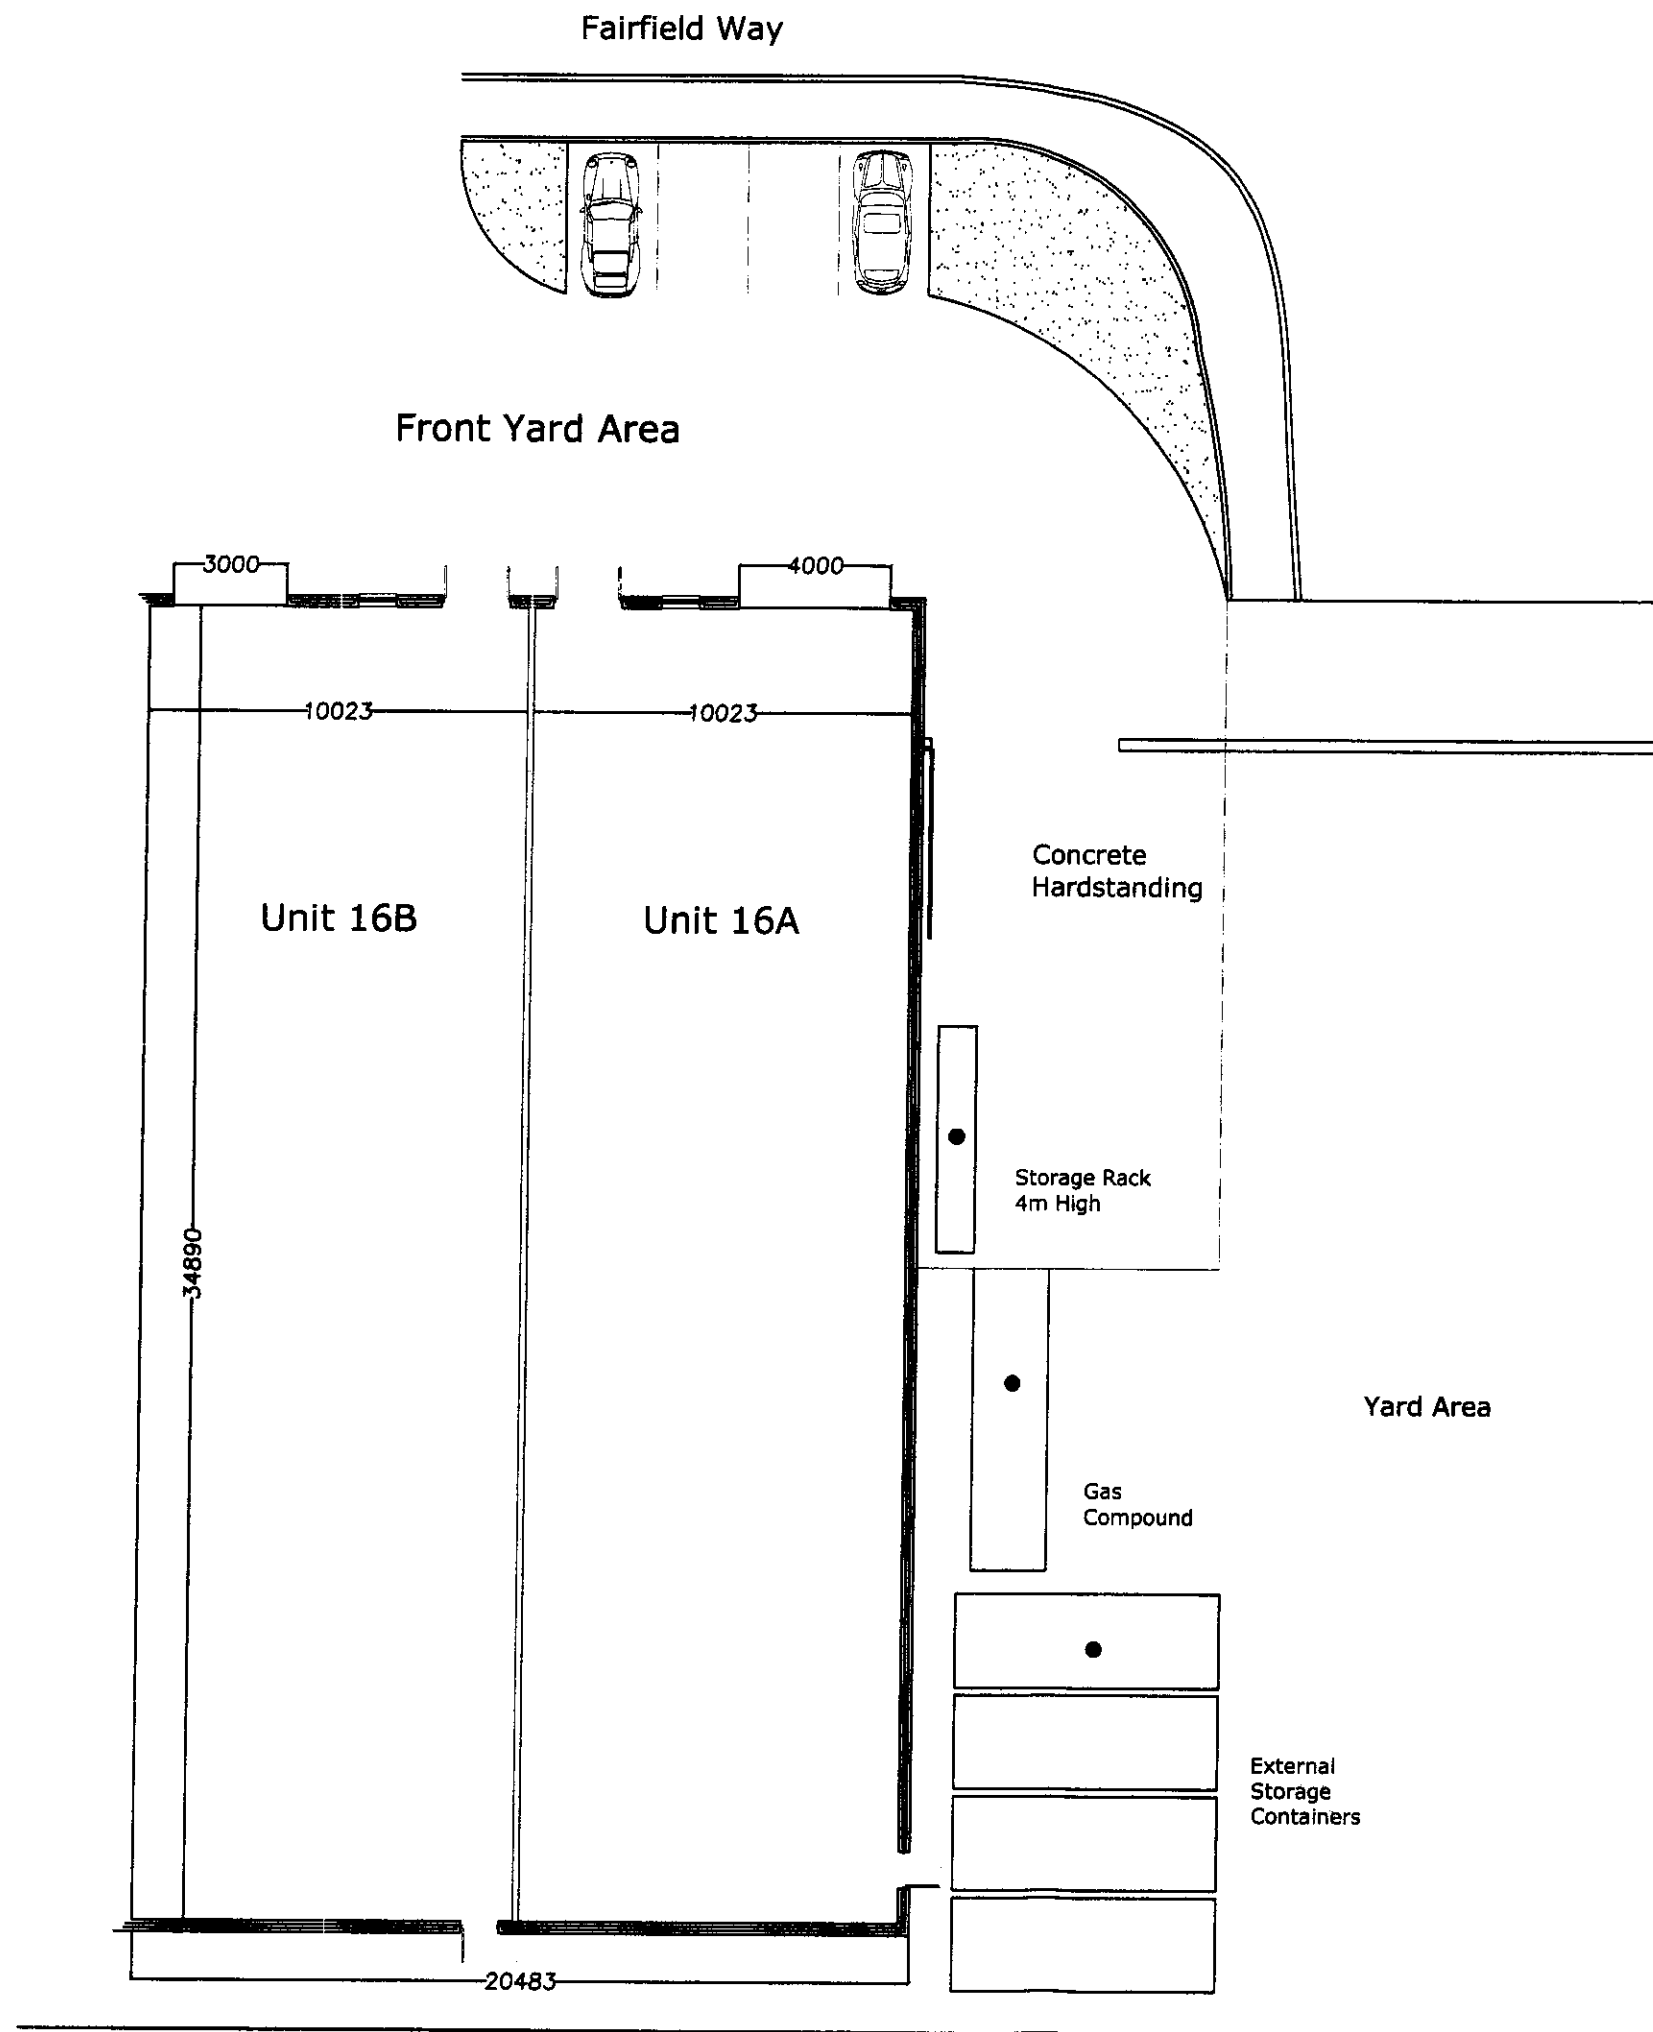 Fairfield Way
Front Yard Area
3000
4000
10023
10023
Concrete
Hardstanding
Unit 16B
Unit 16A
Storage Rack
4m High
34890
Yard Area
Gas
Compound
External
Storage
Containers
20483